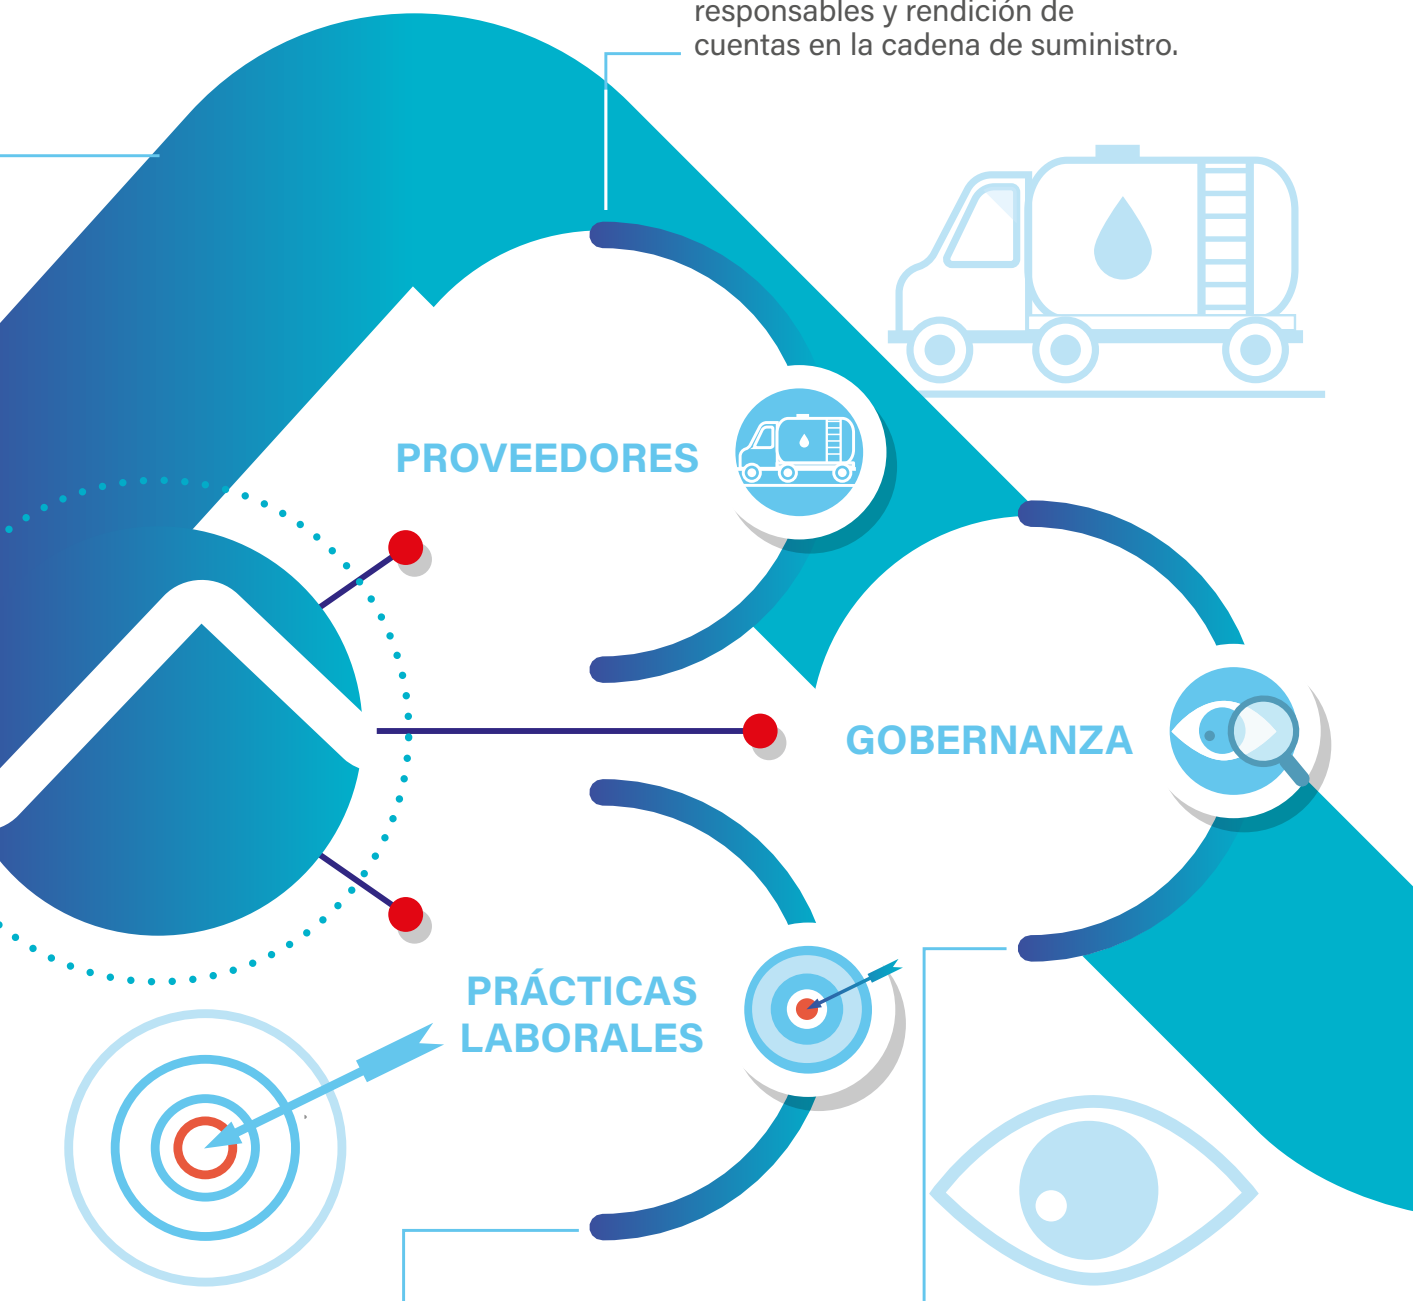 responsables y rendición de
cuentas en la cadena de suministro.
PROVEEDORES
GOBERNANZA
PRÁCTICAS
LABORALES